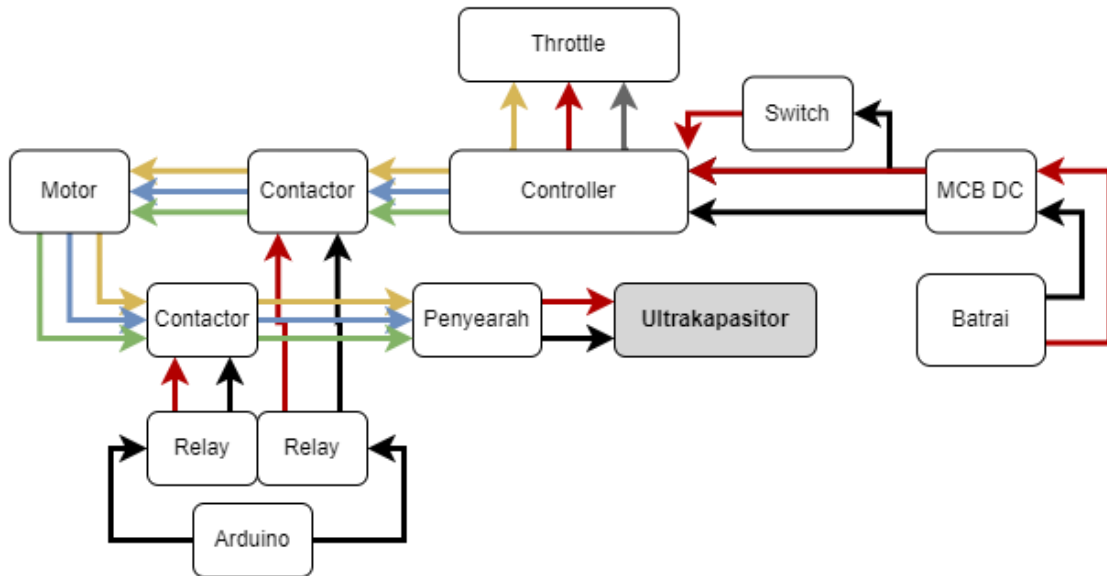 Throttle
Switch
Motor
Contactor
Controller
MCB DC
Contactor
Penyearah
Ultrakapasitor
Batrai
Relay
Relay
Arduino